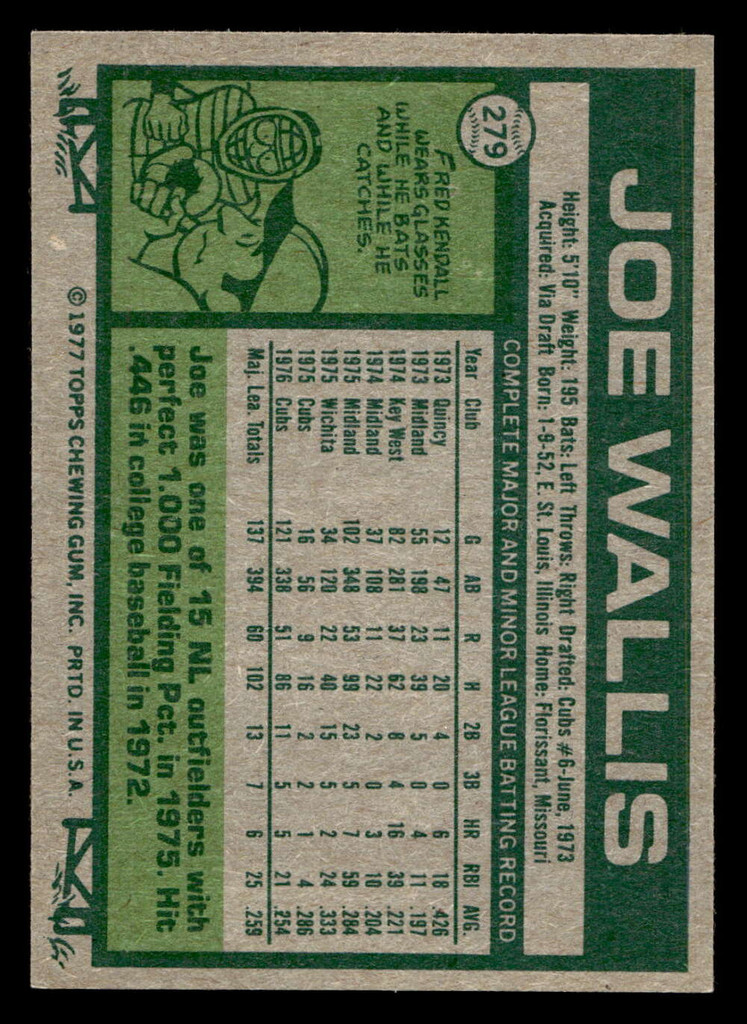 279
JOE WALLIS
Height: 5'10" Weight: 195 Bats: Left Throws: Right Drafted: Cubs #6-June, 1973
Acquired: Via Draft Born: 1-9-52, E. St. Louis, Illinois Home: Florissant, Missouri
FRED KENDALL
WEARS GLASSES
WHILE HE BATS
AND WHILE HE
CATCHES.
COMPLETE MAJOR AND MINOR LEAGUE BATTING RECORD
Year Club G AB R H 2B 3B HR RBI AVG.
1973 Quincy 12 47 11 20 4 0 6 18 .426
1973 Midland 55 198 23 39 5 0 4 11 .197
1974 Key West 82 281 37 62 8 4 16 39 .221
1974 Midland 37 108 11 22 2 0 3 10 .204
1975 Midland 102 348 53 99 23 5 7 59 .284
1975 Wichita 34 120 22 40 15 5 2 24 .333
1975 Cubs 16 56 9 16 2 2 1 4 .286
1976 Cubs 121 338 51 86 11 5 5 21 .254
Maj. Lea. Totals 137 394 60 102 13 7 6 25 .259
Joe was one of 15 NL outfielders with
perfect 1.000 Fielding Pct. in 1975. Hit
.446 in college baseball in 1972.
© 1977 TOPPS CHEWING GUM, INC. PRTD. IN U.S.A.